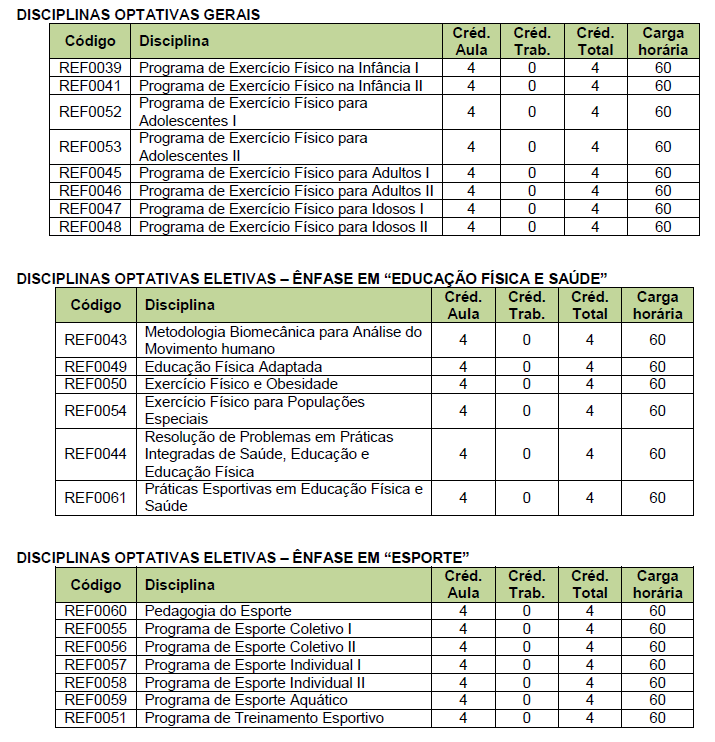 DISCIPLINAS OPTATIVAS GERAIS
Código Disciplina Créd. Aula Créd. Trab. Créd. Total Carga horária
REF0039 Programa de Exercício Físico na Infância I 4 0 4 60
REF0041 Programa de Exercício Físico na Infância II 4 0 4 60
REF0052 Programa de Exercício Físico para Adolescentes I 4 0 4 60
REF0053 Programa de Exercício Físico para Adolescentes II 4 0 4 60
REF0045 Programa de Exercício Físico para Adultos I 4 0 4 60
REF0046 Programa de Exercício Físico para Adultos II 4 0 4 60
REF0047 Programa de Exercício Físico para Idosos I 4 0 4 60
REF0048 Programa de Exercício Físico para Idosos II 4 0 4 60
DISCIPLINAS OPTATIVAS ELETIVAS – ÊNFASE EM “EDUCAÇÃO FÍSICA E SAÚDE”
Código Disciplina Créd. Aula Créd. Trab. Créd. Total Carga horária
REF0043 Metodologia Biomecânica para Análise do Movimento humano 4 0 4 60
REF0049 Educação Física Adaptada 4 0 4 60
REF0050 Exercício Físico e Obesidade 4 0 4 60
REF0054 Exercício Físico para Populações Especiais 4 0 4 60
REF0044 Resolução de Problemas em Práticas Integradas de Saúde, Educação e Educação Física 4 0 4 60
REF0061 Práticas Esportivas em Educação Física e Saúde 4 0 4 60
DISCIPLINAS OPTATIVAS ELETIVAS – ÊNFASE EM “ESPORTE”
Código Disciplina Créd. Aula Créd. Trab. Créd. Total Carga horária
REF0060 Pedagogia do Esporte 4 0 4 60
REF0055 Programa de Esporte Coletivo I 4 0 4 60
REF0056 Programa de Esporte Coletivo II 4 0 4 60
REF0057 Programa de Esporte Individual I 4 0 4 60
REF0058 Programa de Esporte Individual II 4 0 4 60
REF0059 Programa de Esporte Aquático 4 0 4 60
REF0051 Programa de Treinamento Esportivo 4 0 4 60